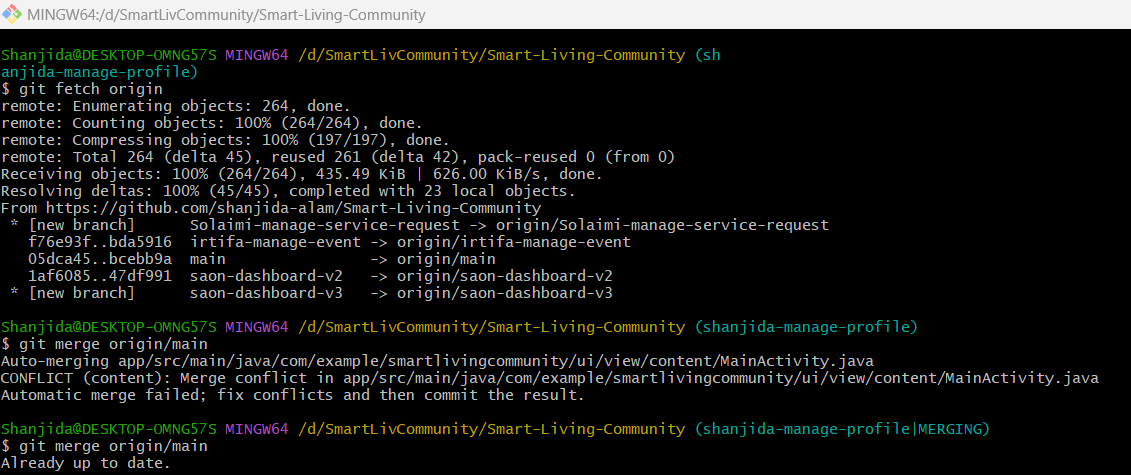 MINGW64:/d/SmartLivCommunity/Smart-Living-Community
Shanjida@DESKTOP-OMNG57S MINGW64 /d/SmartLivCommunity/Smart-Living-Community (sh
anjida-manage-profile)
$ git fetch origin
remote: Enumerating objects: 264, done.
remote: Counting objects: 100% (264/264), done.
remote: Compressing objects: 100% (197/197), done.
remote: Total 264 (delta 45), reused 261 (delta 42), pack-reused 0 (from 0)
Receiving objects: 100% (264/264), 435.49 KiB | 626.00 KiB/s, done.
Resolving deltas: 100% (45/45), completed with 23 local objects.
From https://github.com/shanjida-alam/Smart-Living-Community
 * [new branch]      Solaimi-manage-service-request -> origin/Solaimi-manage-service-request
   f76e93f..bda5916  irtifa-manage-event -> origin/irtifa-manage-event
   05dca45..bcebb9a  main                -> origin/main
   1af6085..47df991  saon-dashboard-v2   -> origin/saon-dashboard-v2
 * [new branch]      saon-dashboard-v3   -> origin/saon-dashboard-v3
Shanjida@DESKTOP-OMNG57S MINGW64 /d/SmartLivCommunity/Smart-Living-Community (shanjida-manage-profile)
$ git merge origin/main
Auto-merging app/src/main/java/com/example/smartlivingcommunity/ui/view/content/MainActivity.java
CONFLICT (content): Merge conflict in app/src/main/java/com/example/smartlivingcommunity/ui/view/content/MainActivity.java
Automatic merge failed; fix conflicts and then commit the result.
Shanjida@DESKTOP-OMNG57S MINGW64 /d/SmartLivCommunity/Smart-Living-Community (shanjida-manage-profile|MERGING)
$ git merge origin/main
Already up to date.